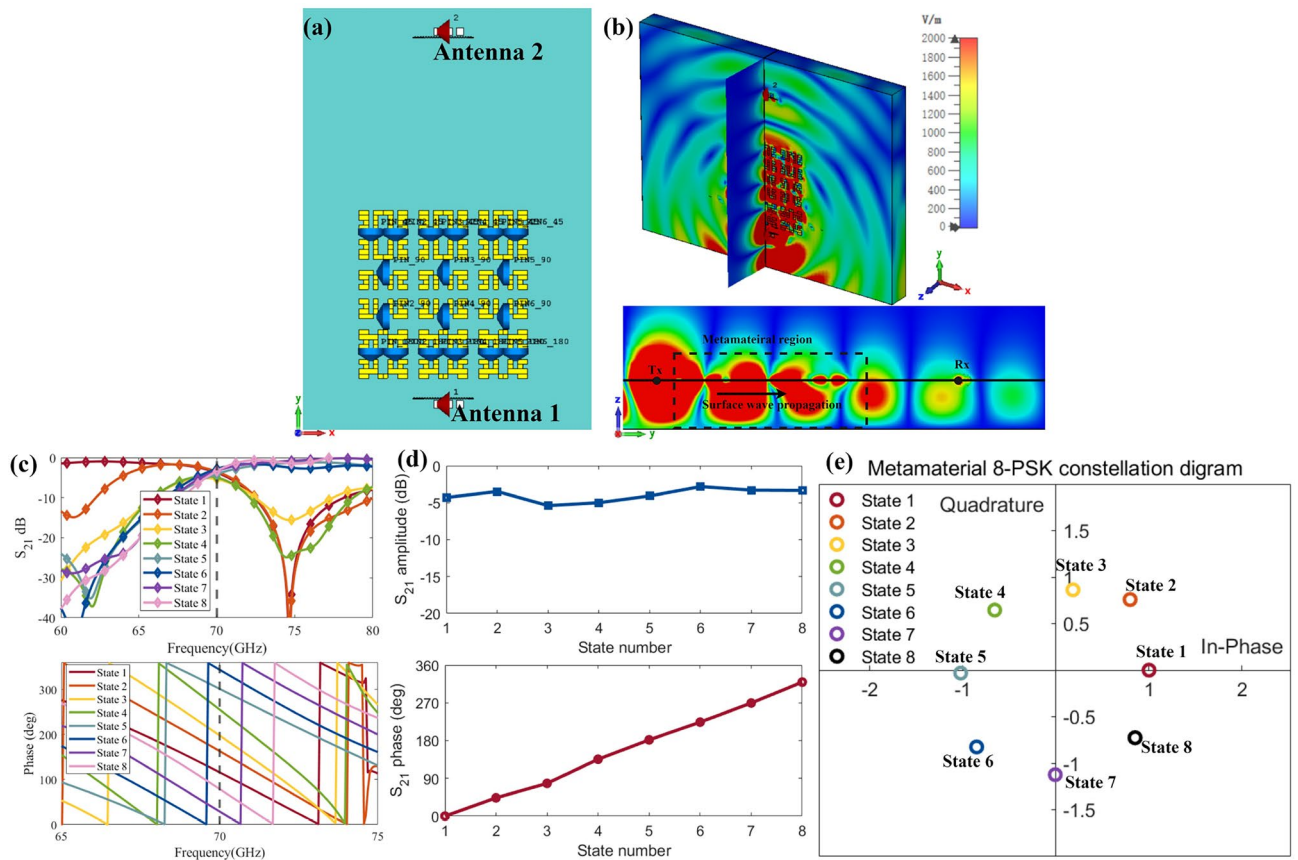 (a)
2
Antenna 2
PIN_90
PIN3_90
PIN5_90
PIN2_90
PIN4_90
PIN6_90
1
Antenna 1
y
z
x
(b)
V/m
2000
1800
1600
1400
1200
1000
800
600
400
200
0
2
y
z
x
Metamateiral region
Tx
Rx
Surface wave propagation
z
x
y
(c)
0
-10
-20
-30
-40
S21 dB
State 1
State 2
State 3
State 4
State 5
State 6
State 7
State 8
60
65
70
75
80
Frequency(GHz)
300
200
100
0
Phase (deg)
State 1
State 2
State 3
State 4
State 5
State 6
State 7
State 8
65
70
75
Frequency(GHz)
(d)
0
-5
-10
-15
-20
S21 amplitude (dB)
1 2 3 4 5 6 7 8
State number
360
270
180
90
0
S21 phase (deg)
1 2 3 4 5 6 7 8
State number
(e)
Metamaterial 8-PSK constellation digram
State 1
State 2
State 3
State 4
State 5
State 6
State 7
State 8
Quadrature
In-Phase
1.5
1
0.5
-0.5
-1
-1.5
-2
-1
1
2
State 3
State 2
State 4
State 1
State 5
State 6
State 8
State 7